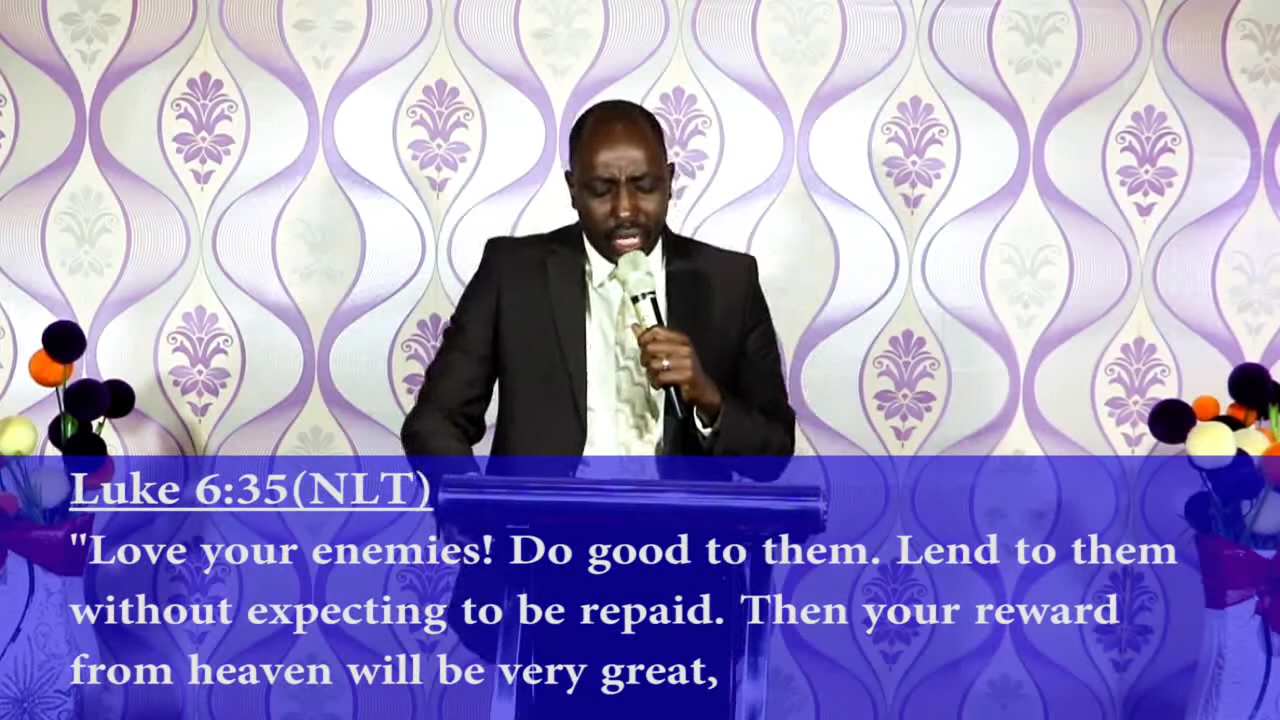 Luke 6:35(NLT)
"Love your enemies! Do good to them. Lend to them
without expecting to be repaid. Then your reward
from heaven will be very great,